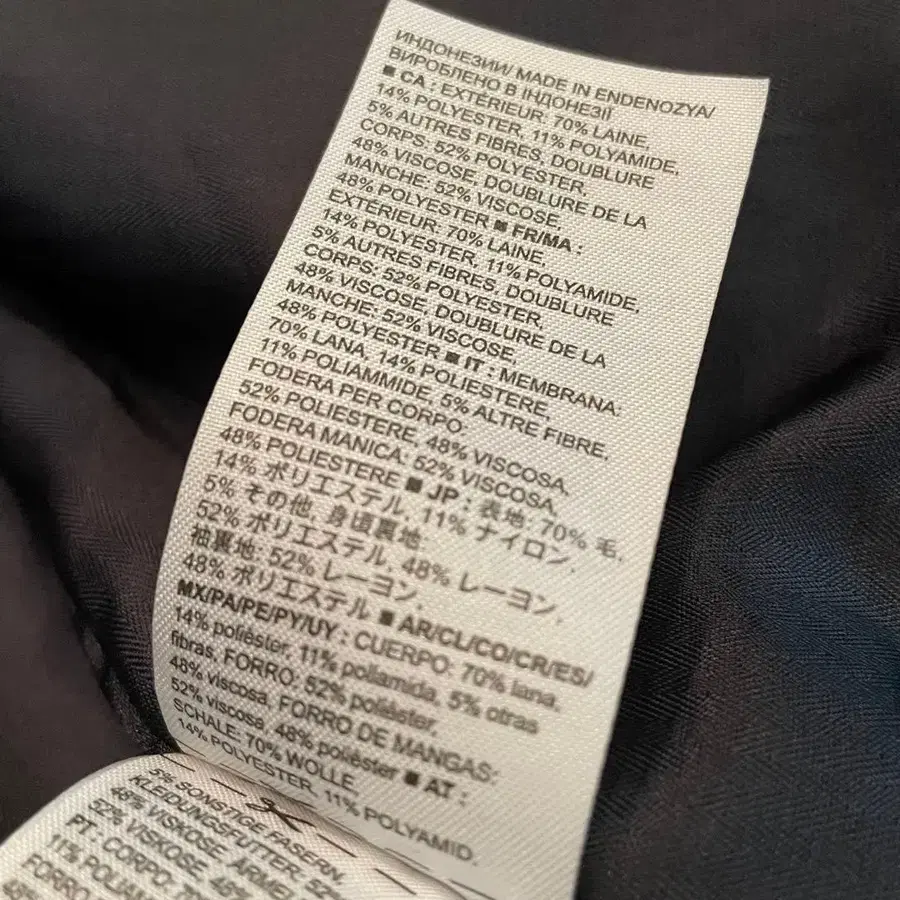 ИНДОНЕЗИИ/ MADE IN ENDENOZYA/
ВИРОБЛЕНО В ІНДОНЕЗІЇ
■ CA : EXTÉRIEUR: 70% LAINE,
14% POLYESTER, 11% POLYAMIDE,
5% AUTRES FIBRES, DOUBLURE
CORPS: 52% POLYESTER,
48% VISCOSE, DOUBLURE DE LA
MANCHE: 52% VISCOSE,
48% POLYESTER ■ FR/MA :
EXTÉRIEUR: 70% LAINE,
14% POLYESTER, 11% POLYAMIDE,
5% AUTRES FIBRES, DOUBLURE
CORPS: 52% POLYESTER,
48% VISCOSE, DOUBLURE DE LA
MANCHE: 52% VISCOSE,
48% POLYESTER ■ IT : MEMBRANA:
70% LANA, 14% POLIESTERE,
11% POLIAMMIDE, 5% ALTRE FIBRE,
FODERA PER CORPO:
52% POLIESTERE, 48% VISCOSA,
FODERA MANICA: 52% VISCOSA,
48% POLIESTERE ■ JP : 表地: 70% 毛,
14% ポリエステル, 11% ナイロン,
5% その他, 身頃裏地:
52% ポリエステル, 48% レーヨン,
袖裏地: 52% レーヨン,
48% ポリエステル ■ AR/CL/CO/CR/ES/
MX/PA/PE/PY/UY : CUERPO: 70% lana,
14% poliéster, 11% poliamida, 5% otras
fibras, FORRO: 52% poliéster,
48% viscosa, FORRO DE MANGAS:
52% viscosa, 48% poliéster ■ AT :
SCHALE: 70% WOLLE,
14% POLYESTER, 11% POLYAMID,
5% SONSTIGE FASERN,
KLEIDUNGSFUTTER: 52%
48% VISKOSE, ÄRMEL
52% VISKOSE, 48%
PT : CORPO: 70%
11% POLIAM
FORRO
48%